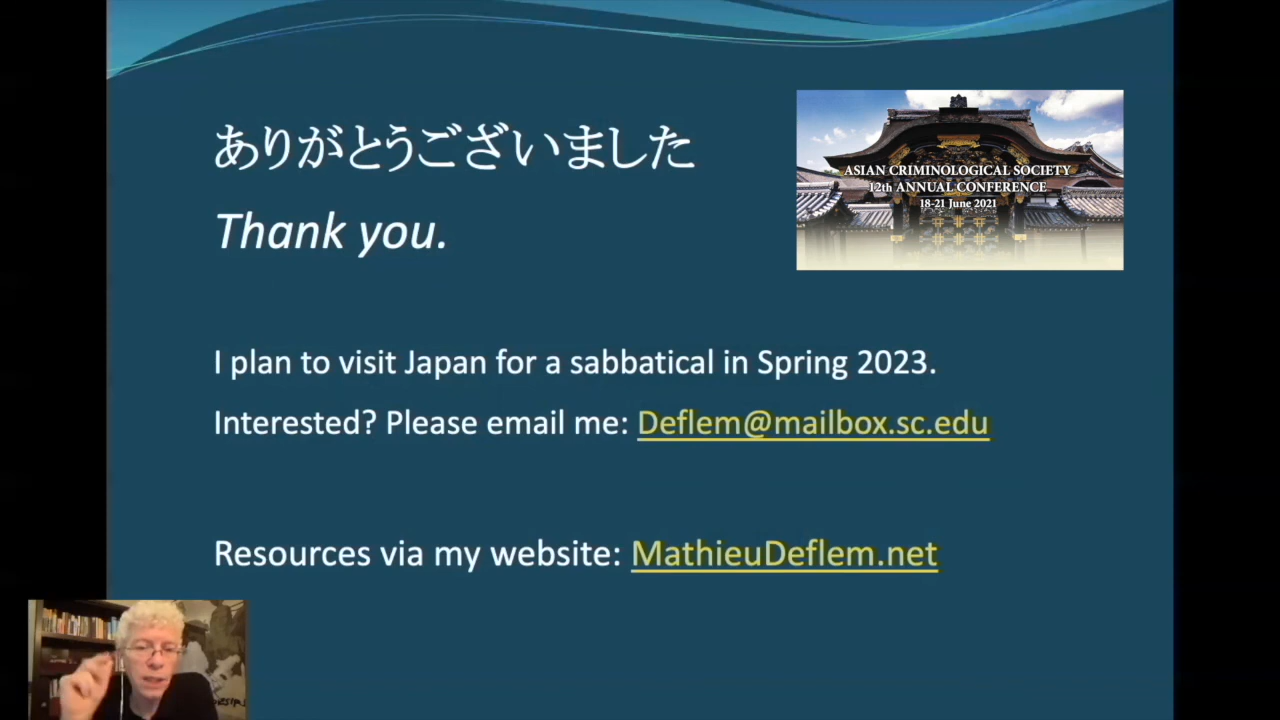 ありがとうございました
Thank you.
ASIAN CRIMINOLOGICAL SOCIETY
12th ANNUAL CONFERENCE
18-21 June 2021
I plan to visit Japan for a sabbatical in Spring 2023.
Interested? Please email me: Deflem@mailbox.sc.edu
Resources via my website: MathieuDeflem.net